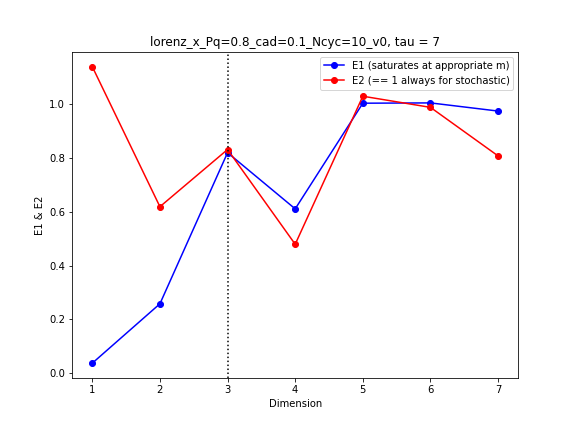 lorenz_x_Pq=0.8_cad=0.1_Ncyc=10_v0, tau = 7
E1 (saturates at appropriate m)
E2 (== 1 always for stochastic)
E1 & E2
1.0
0.8
0.6
0.4
0.2
0.0
1 2 3 4 5 6 7
Dimension